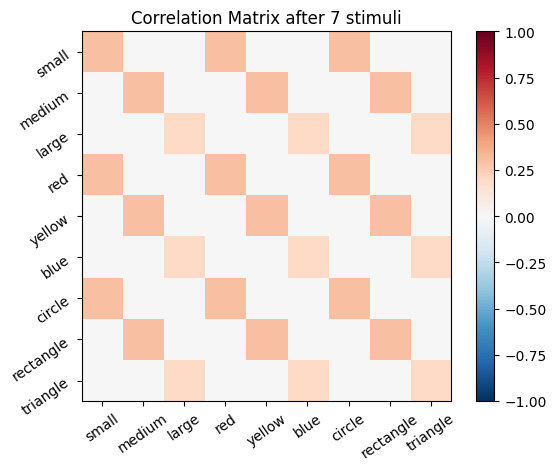 Correlation Matrix after 7 stimuli
small
medium
large
red
yellow
blue
circle
rectangle
triangle
small
medium
large
red
yellow
blue
circle
rectangle
triangle
1.00
0.75
0.50
0.25
0.00
−0.25
−0.50
−0.75
−1.00